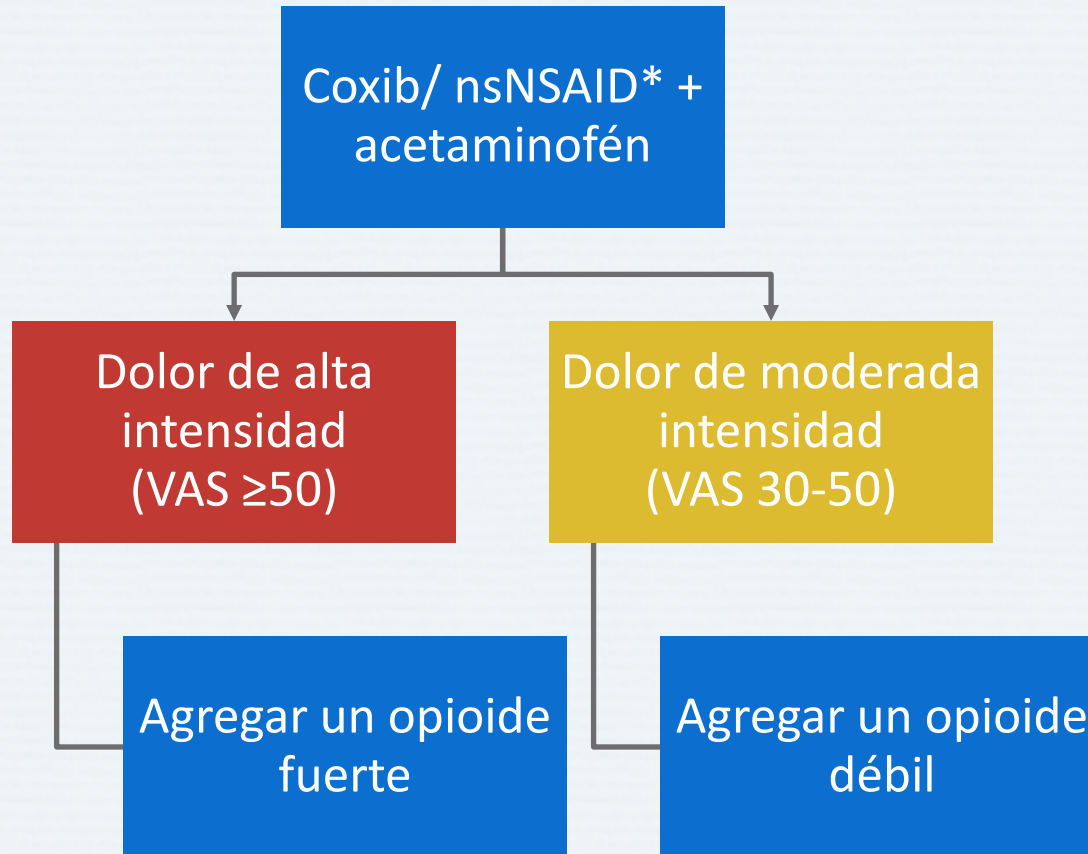 Coxib/ nsNSAID* +
acetaminofén
Dolor de alta
intensidad
(VAS ≥50)
Dolor de moderada
intensidad
(VAS 30-50)
Agregar un opioide
fuerte
Agregar un opioide
débil